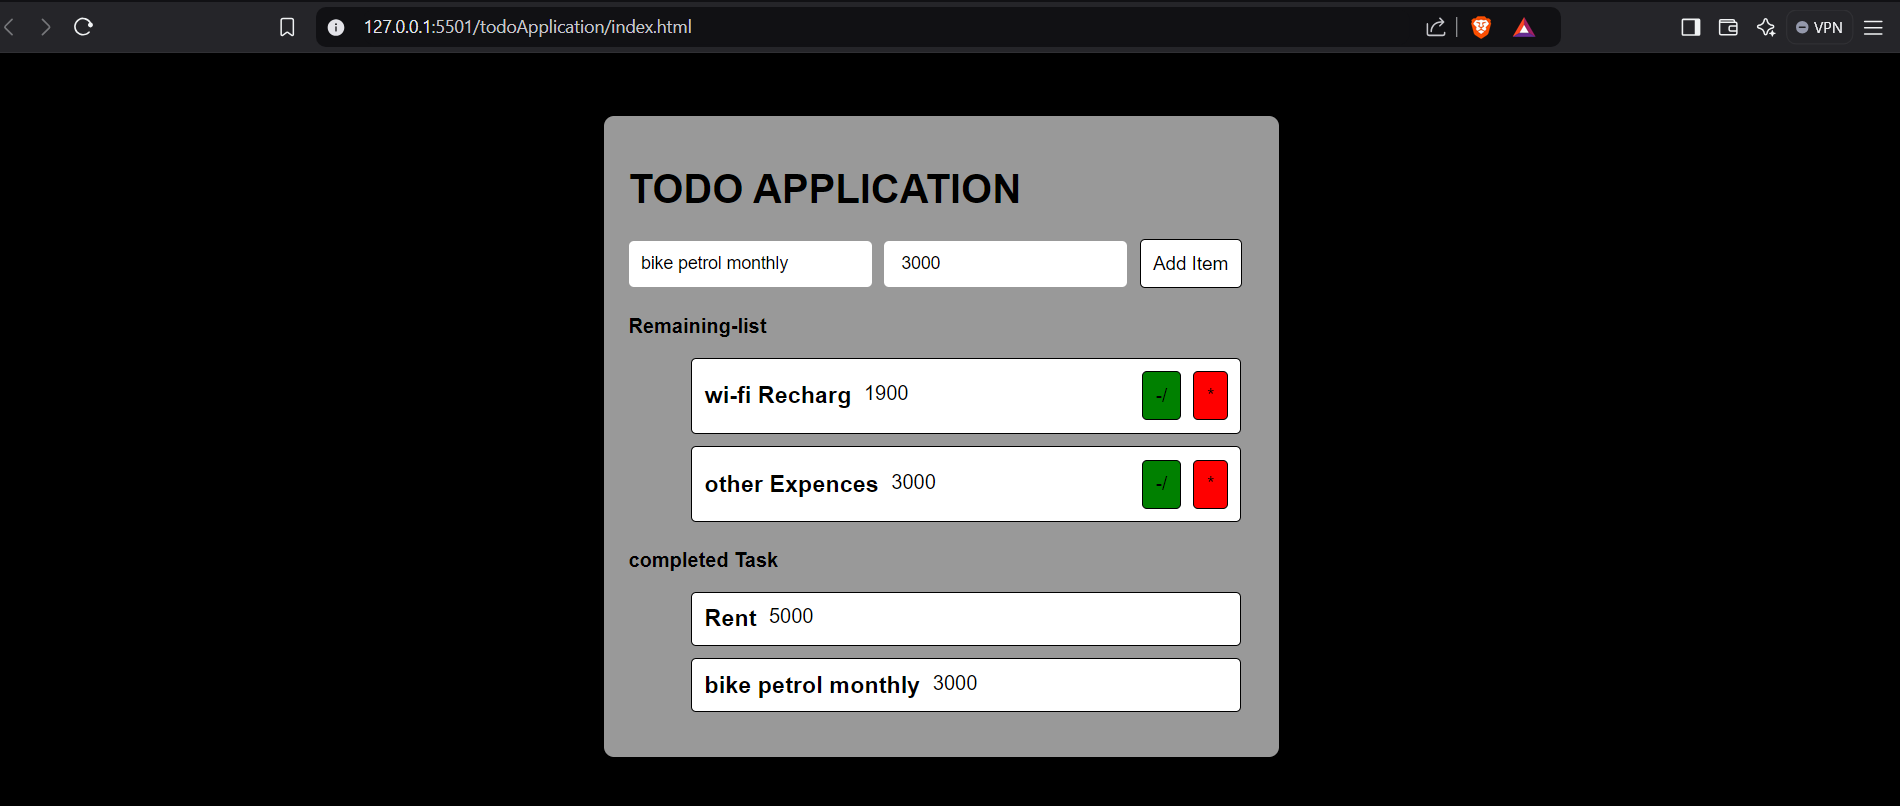 127.0.0.1:5501/todoApplication/index.html
VPN
TODO APPLICATION
bike petrol monthly 3000 Add Item
Remaining-list
wi-fi Recharg 1900 -/ *
other Expences 3000 -/ *
completed Task
Rent 5000
bike petrol monthly 3000